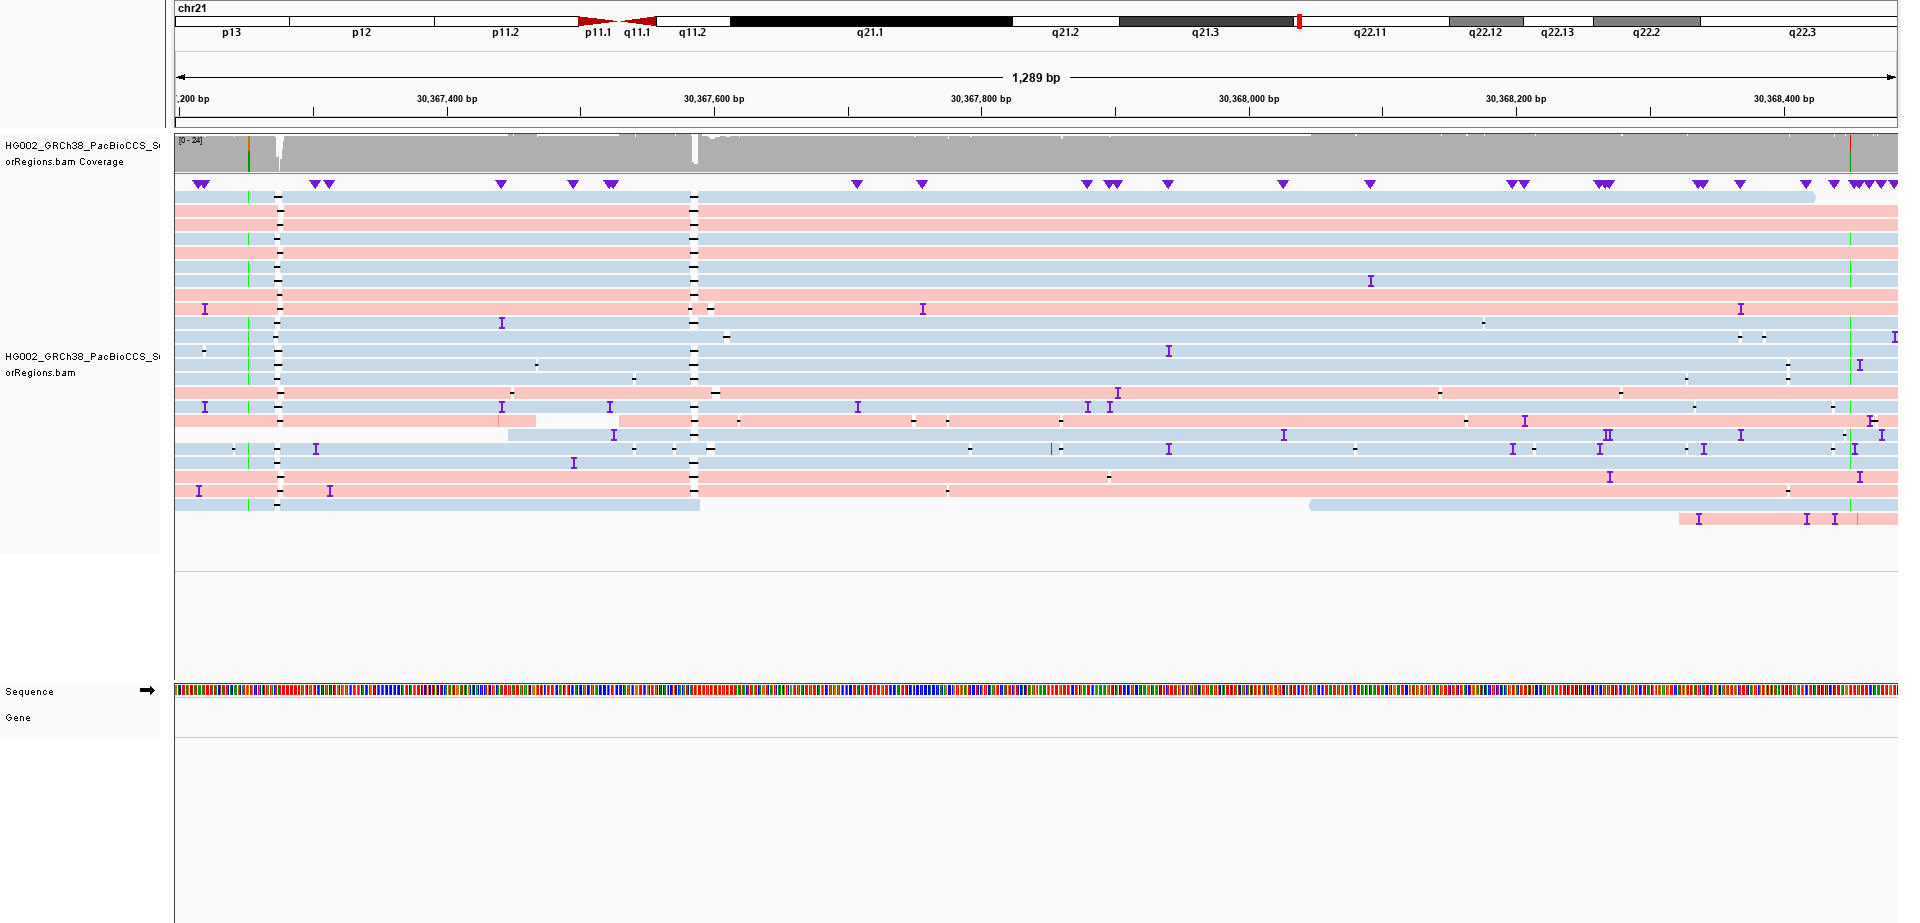 chr21
p13 p12 p11.2 p11.1 q11.1 q11.2 q21.1 q21.2 q21.3 q22.11 q22.12 q22.13 q22.2 q22.3
1,289 bp
,200 bp 30,367,400 bp 30,367,600 bp 30,367,800 bp 30,368,000 bp 30,368,200 bp 30,368,400 bp
[0 - 24]
HG002_GRCh38_PacBioCCS_S
orRegions.bam Coverage
HG002_GRCh38_PacBioCCS_S
orRegions.bam
Sequence
Gene